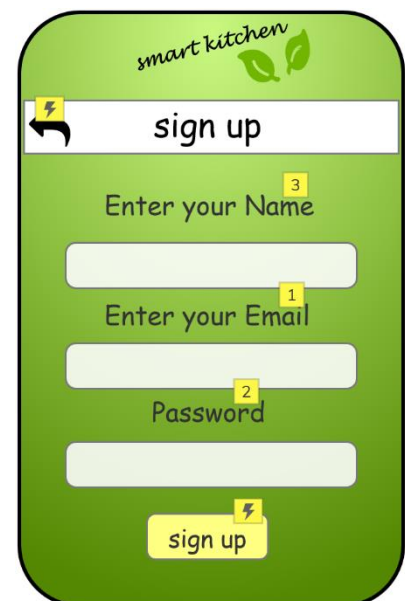 smart kitchen
sign up
3
Enter your Name
1
Enter your Email
2
Password
sign up